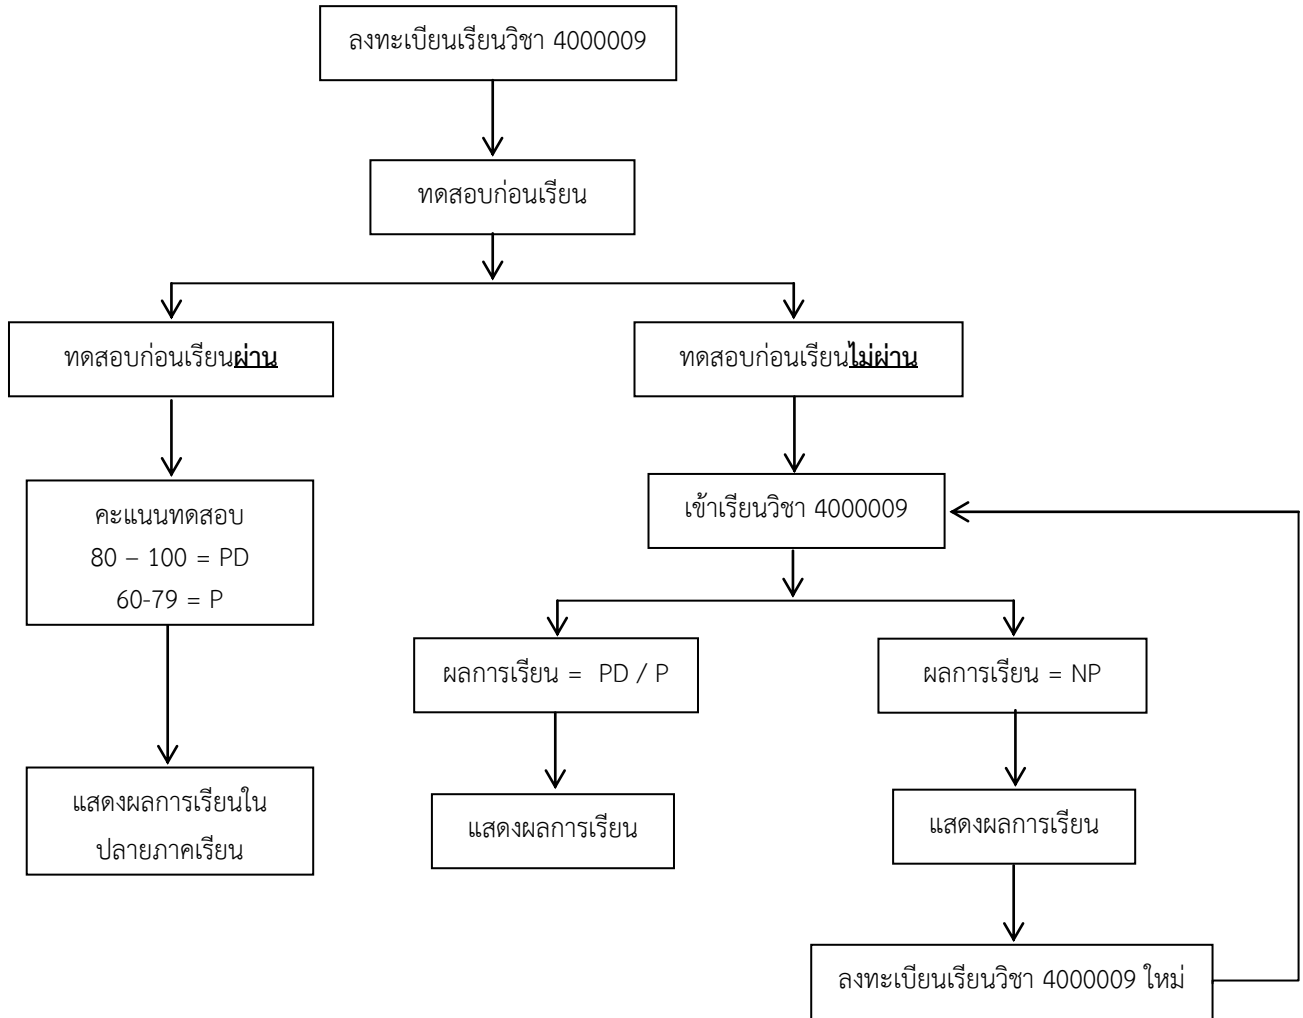 ลงทะเบียนเรียนวิชา 4000009
ทดสอบก่อนเรียน
ทดสอบก่อนเรียนผ่าน
ทดสอบก่อนเรียนไม่ผ่าน
คะแนนทดสอบ
80 – 100 = PD
60-79 = P
เข้าเรียนวิชา 4000009
ผลการเรียน = PD / P
ผลการเรียน = NP
แสดงผลการเรียนใน
ปลายภาคเรียน
แสดงผลการเรียน
แสดงผลการเรียน
ลงทะเบียนเรียนวิชา 4000009 ใหม่